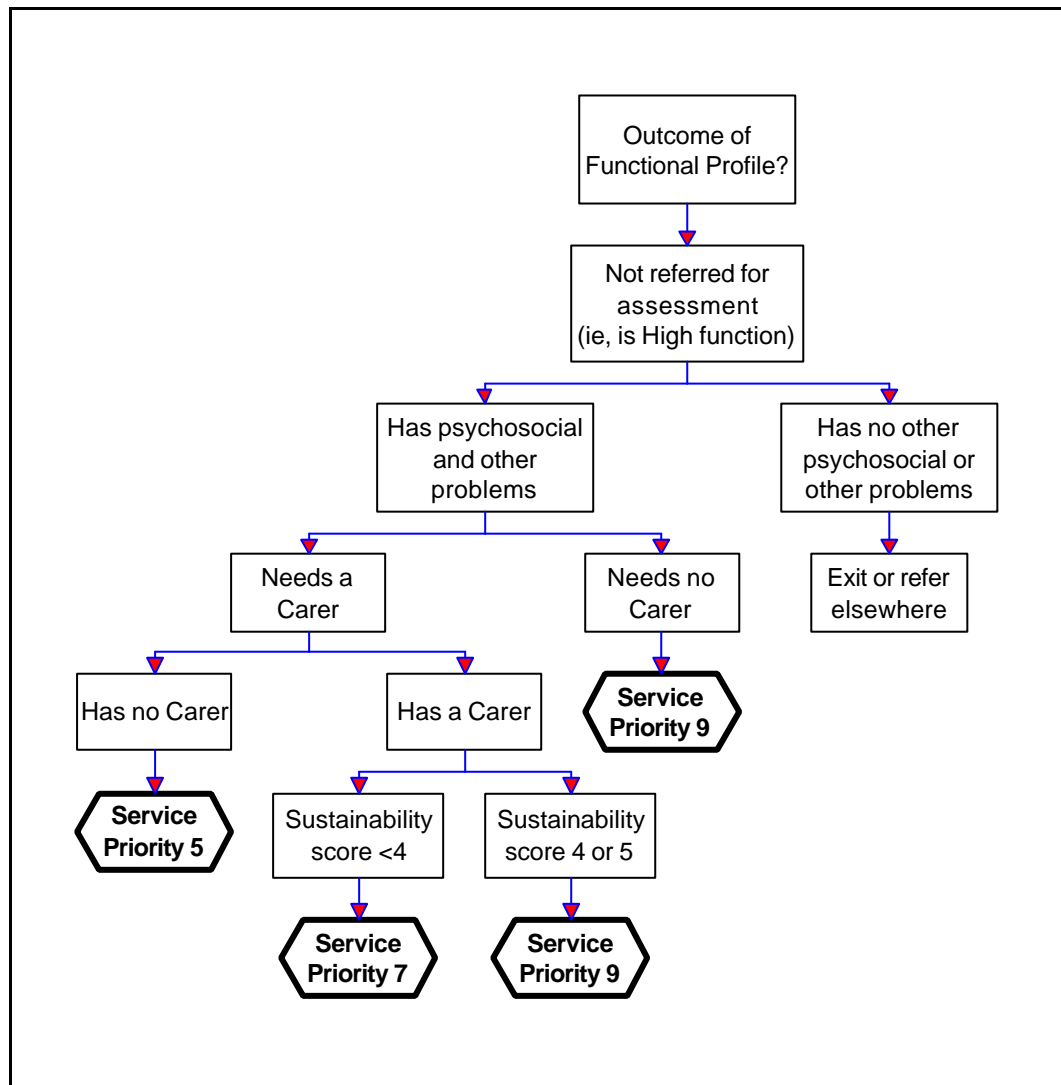 Outcome of
Functional Profile?
Not referred for
assessment
(ie, is High function)
Has psychosocial
and other
problems
Has no other
psychosocial or
other problems
Needs a
Carer
Needs no
Carer
Exit or refer
elsewhere
Has no Carer
Has a Carer
Service
Priority 9
Service
Priority 5
Sustainability
score <4
Sustainability
score 4 or 5
Service
Priority 7
Service
Priority 9